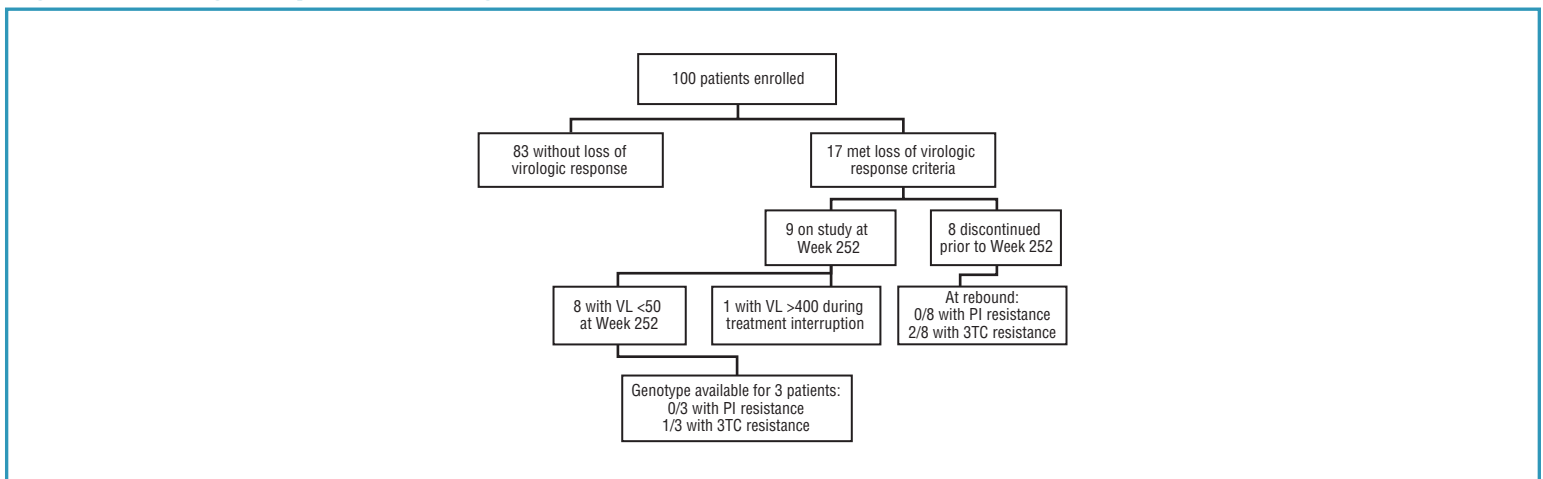 100 patients enrolled
83 without loss of
virologic response
17 met loss of virologic
response criteria
9 on study at
Week 252
8 discontinued
prior to Week 252
8 with VL <50
at Week 252
1 with VL >400 during
treatment interruption
At rebound:
0/8 with PI resistance
2/8 with 3TC resistance
Genotype available for 3 patients:
0/3 with PI resistance
1/3 with 3TC resistance